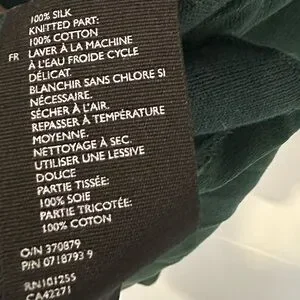 100% SILK
KNITTED PART:
100% COTTON
FR LAVER À LA MACHINE
À L'EAU FROIDE CYCLE
DÉLICAT.
BLANCHIR SANS CHLORE SI
NÉCESSAIRE.
SÉCHER À L'AIR.
REPASSER À TEMPÉRATURE
MOYENNE.
NETTOYAGE À SEC
UTILISER UNE LESSIVE
DOUCE
PARTIE TISSÉE:
100% SOIE
PARTIE TRICOTÉE:
100% COTTON
O/N 370879
P/N 0718793 9
RN101255
CA42271